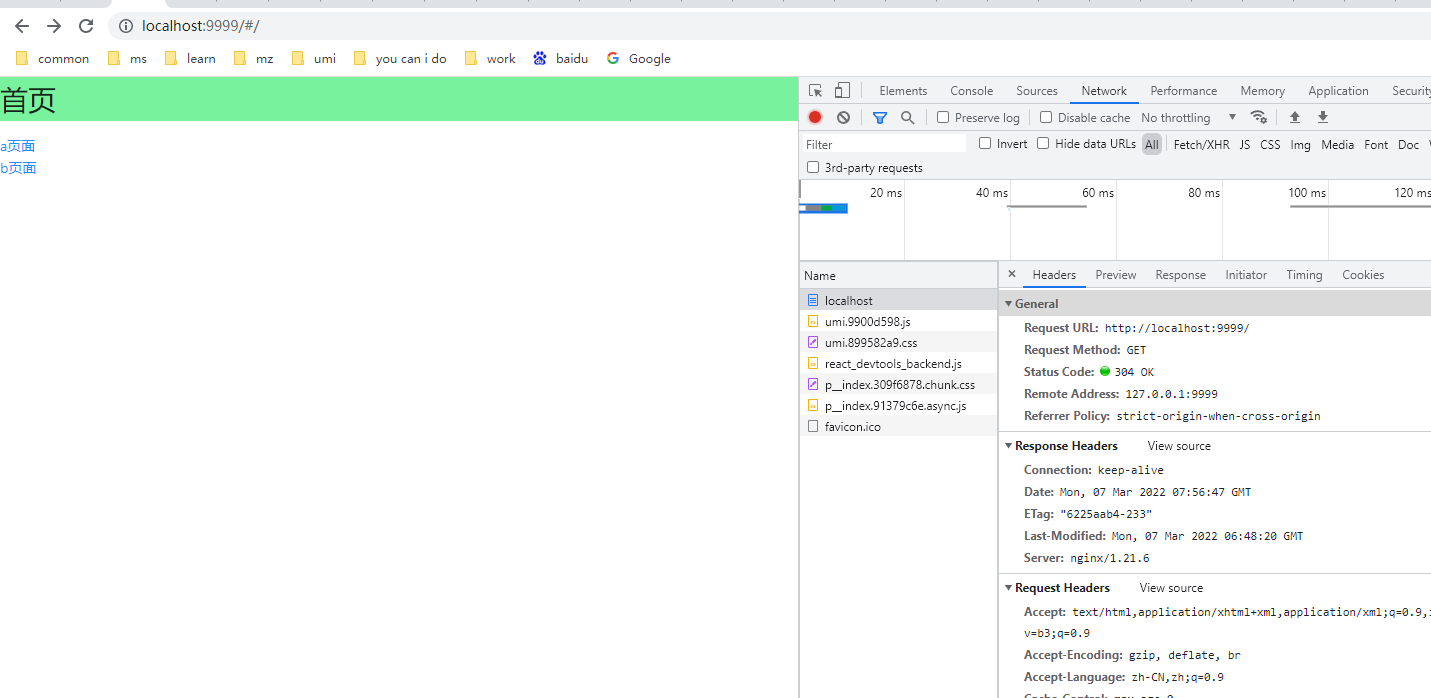 localhost:9999/#/
common ms learn mz umi you can i do work baidu Google
首页
a页面
b页面
Elements Console Sources Network Performance Memory Application Security
Preserve log Disable cache No throttling
Filter Invert Hide data URLs All Fetch/XHR JS CSS Img Media Font Doc
3rd-party requests
20 ms 40 ms 60 ms 80 ms 100 ms 120 ms
Name
localhost
umi.9900d598.js
umi.899582a9.css
react_devtools_backend.js
p__index.309f6878.chunk.css
p__index.91379c6e.async.js
favicon.ico
× Headers Preview Response Initiator Timing Cookies
General
Request URL: http://localhost:9999/
Request Method: GET
Status Code: 304 OK
Remote Address: 127.0.0.1:9999
Referrer Policy: strict-origin-when-cross-origin
Response Headers View source
Connection: keep-alive
Date: Mon, 07 Mar 2022 07:56:47 GMT
ETag: "6225aab4-233"
Last-Modified: Mon, 07 Mar 2022 06:48:20 GMT
Server: nginx/1.21.6
Request Headers View source
Accept: text/html,application/xhtml+xml,application/xml;q=0.9,i
v=b3;q=0.9
Accept-Encoding: gzip, deflate, br
Accept-Language: zh-CN,zh;q=0.9